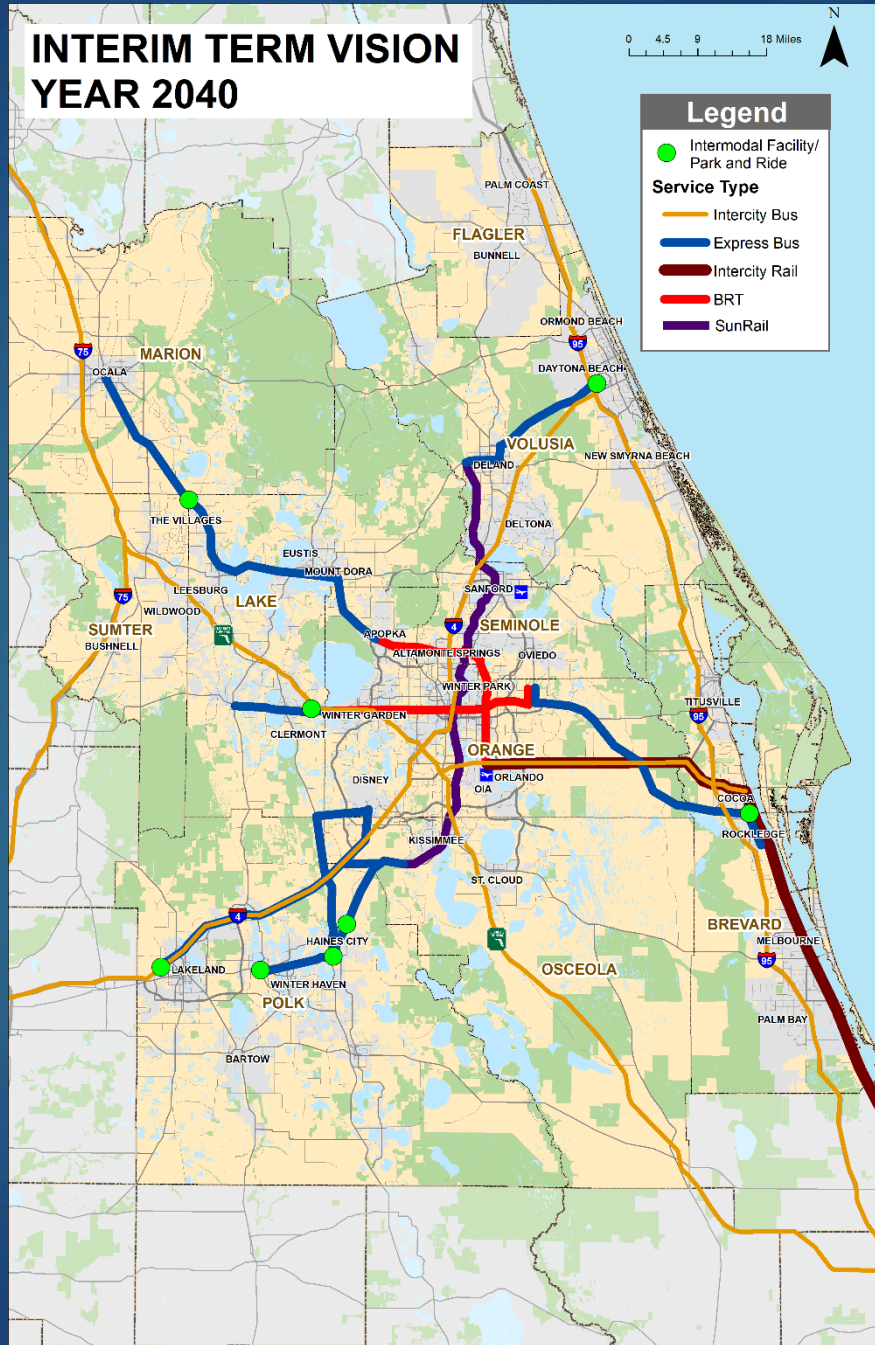 INTERIM TERM VISION
YEAR 2040
N
0 4.5 9 18 Miles
Legend
Intermodal Facility/
Park and Ride
Service Type
Intercity Bus
Express Bus
Intercity Rail
BRT
SunRail
PALM COAST
FLAGLER
BUNNELL
ORMOND BEACH
95
75
MARION
OCALA
DAYTONA BEACH
VOLUSIA
NEW SMYRNA BEACH
DELAND
THE VILLAGES
DELTONA
EUSTIS
MOUNT DORA
LEESBURG
SANFORD
75
WILDWOOD
LAKE
SUMTER
BUSHNELL
4
SEMINOLE
APOPKA
ALTAMONTE SPRINGS
OVIEDO
WINTER PARK
TITUSVILLE
95
WINTER GARDEN
CLERMONT
ORANGE
DISNEY
ORLANDO
OIA
COCOA
ROCKLEDGE
KISSIMMEE
ST. CLOUD
4
BREVARD
HAINES CITY
MELBOURNE
95
LAKELAND
OSCEOLA
WINTER HAVEN
POLK
PALM BAY
BARTOW